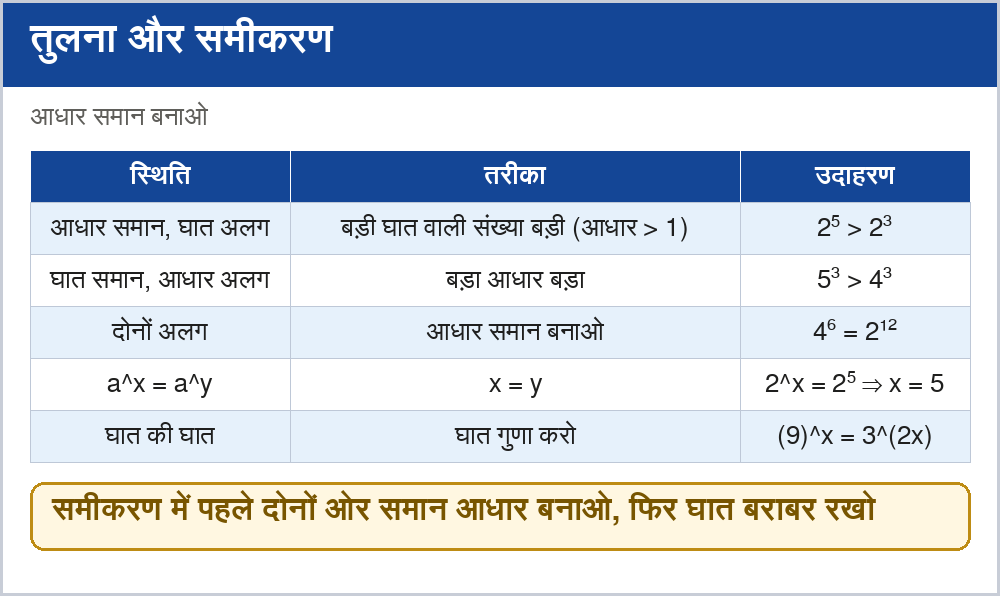 तुलना और समीकरण
आधार समान बनाओ
स्थिति तरीका उदाहरण
आधार समान, घात अलग बड़ी घात वाली संख्या बड़ी (आधार > 1) 2⁵ > 2³
घात समान, आधार अलग बड़ा आधार बड़ा 5³ > 4³
दोनों अलग आधार समान बनाओ 4⁶ = 2¹²
a^x = a^y x = y 2^x = 2⁵ ⇒ x = 5
घात की घात घात गुणा करो (9)^x = 3^(2x)
समीकरण में पहले दोनों ओर समान आधार बनाओ, फिर घात बराबर रखो